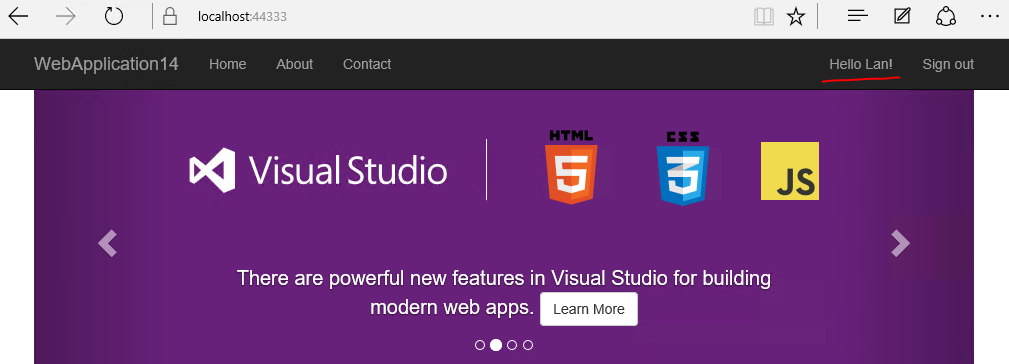 localhost:44333
WebApplication14 Home About Contact Hello Lan! Sign out
Visual Studio HTML 5 CSS 3 JS
There are powerful new features in Visual Studio for building
modern web apps. Learn More